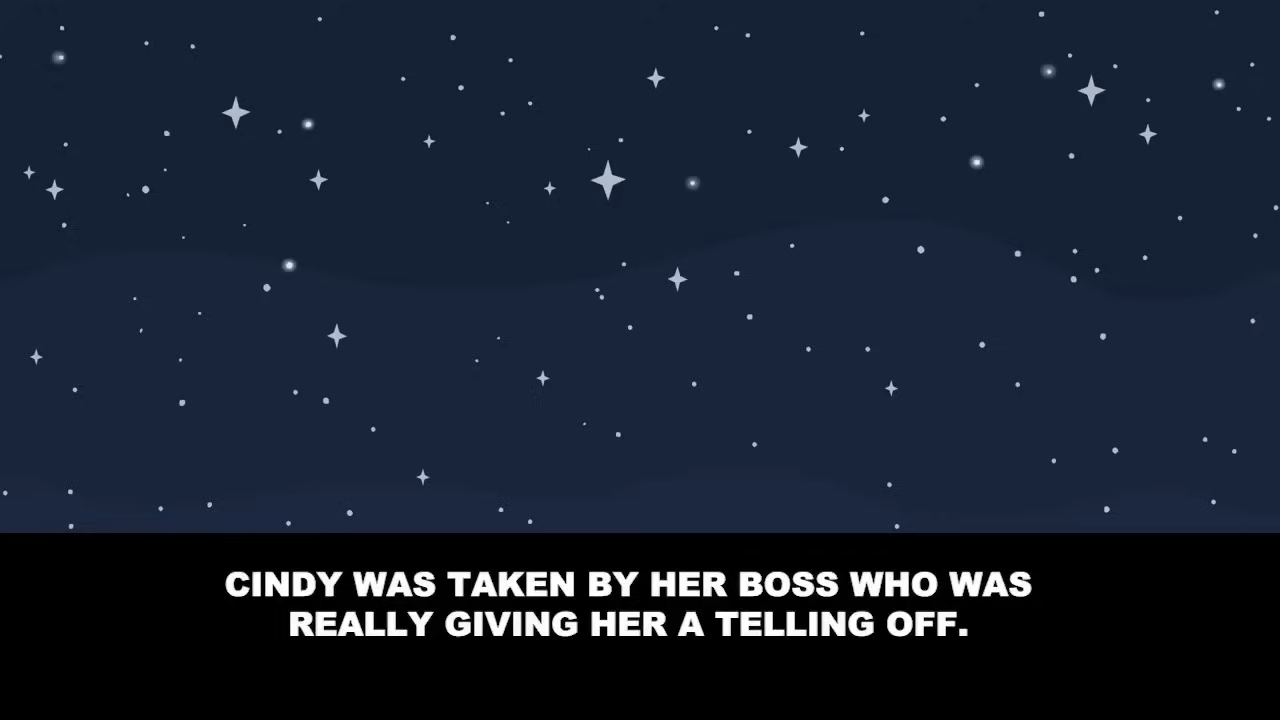 CINDY WAS TAKEN BY HER BOSS WHO WAS
REALLY GIVING HER A TELLING OFF.